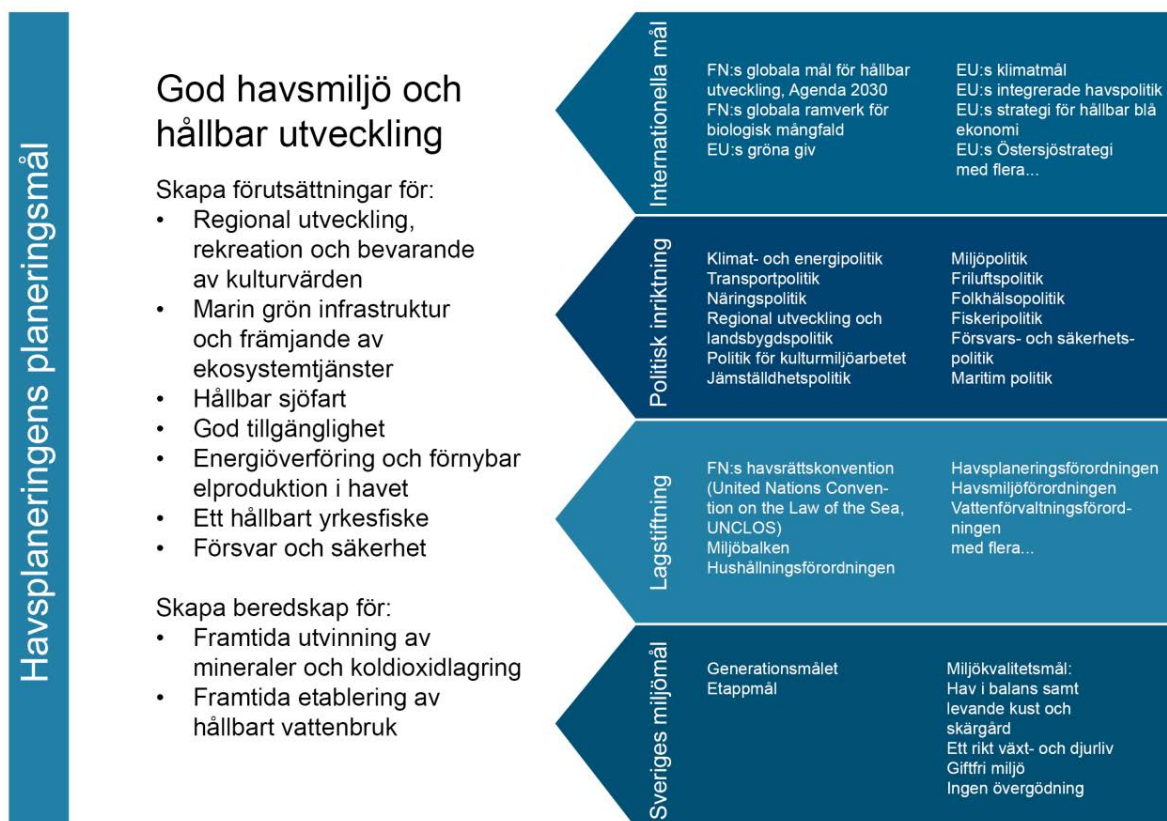 Havsplaneringens planeringsmål
God havsmiljö och
hållbar utveckling
Skapa förutsättningar för:
• Regional utveckling,
rekreation och bevarande
av kulturvärden
• Marin grön infrastruktur
och främjande av
ekosystemtjänster
• Hållbar sjöfart
• God tillgänglighet
• Energiöverföring och förnybar
elproduktion i havet
• Ett hållbart yrkesfiske
• Försvar och säkerhet
Skapa beredskap för:
• Framtida utvinning av
mineraler och koldioxidlagring
• Framtida etablering av
hållbart vattenbruk
Internationella mål
FN:s globala mål för hållbar
utveckling, Agenda 2030
FN:s globala ramverk för
biologisk mångfald
EU:s gröna giv
EU:s klimatmål
EU:s integrerade havspolitik
EU:s strategi för hållbar blå
ekonomi
EU:s Östersjöstrategi
med flera...
Politisk inriktning
Klimat- och energipolitik
Transportpolitik
Näringspolitik
Regional utveckling och
landsbygdspolitik
Politik för kulturmiljöarbetet
Jämställdhetspolitik
Miljöpolitik
Friluftspolitik
Folkhälsopolitik
Fiskeripolitik
Försvars- och säkerhets-
politik
Maritim politik
Lagstiftning
FN:s havsrättskonvention
(United Nations Conven-
tion on the Law of the Sea,
UNCLOS)
Miljöbalken
Hushållningsförordningen
Havsplaneringsförordningen
Havsmiljöförordningen
Vattenförvaltningsförord-
ningen
med flera...
Sveriges miljömål
Generationsmålet
Etappmål
Miljökvalitetsmål:
Hav i balans samt
levande kust och
skärgård
Ett rikt växt- och djurliv
Giftfri miljö
Ingen övergödning